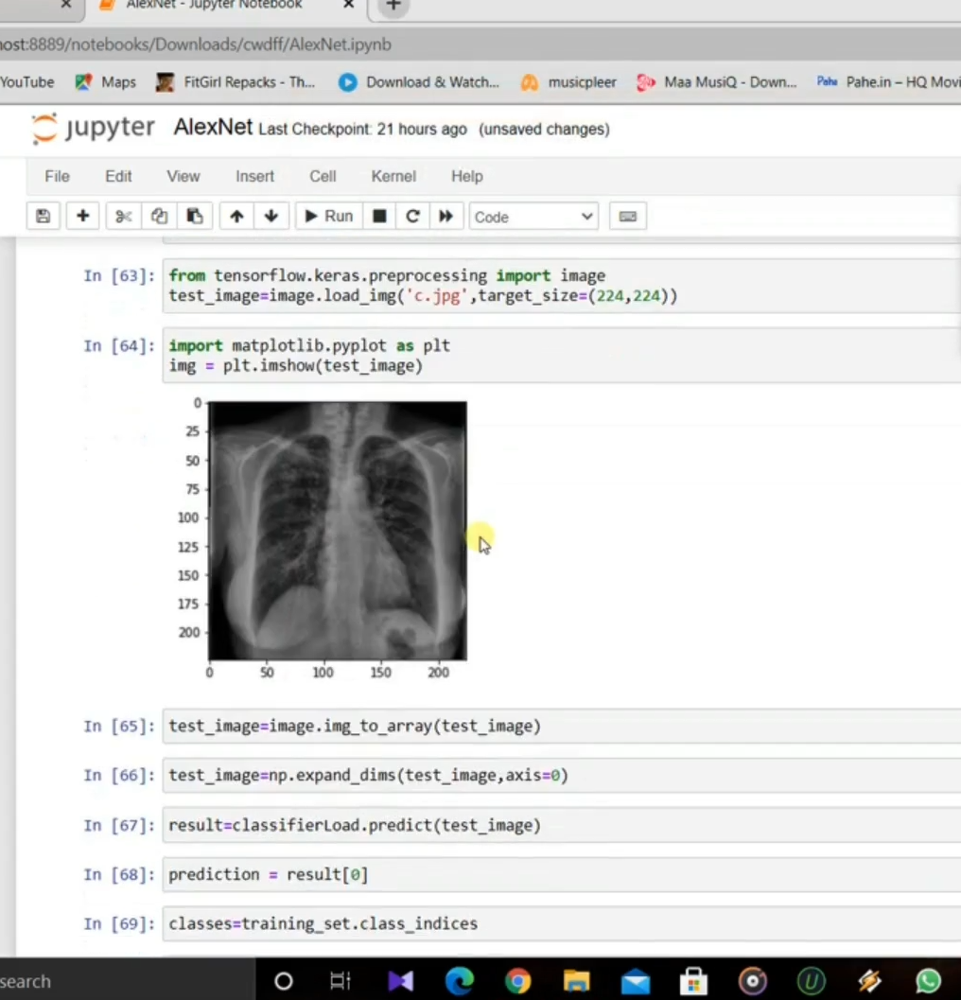 AlexNet - Jupyter Notebook
ost:8889/notebooks/Downloads/cwdff/AlexNet.ipynb
YouTube Maps FitGirl Repacks - Th... Download & Watch... musicpleer Maa MusiQ - Down... Pahe Pahe.in – HQ Movi
jupyter AlexNet Last Checkpoint: 21 hours ago (unsaved changes)
File Edit View Insert Cell Kernel Help
Run Code
In [63]: from tensorflow.keras.preprocessing import image
test_image=image.load_img('c.jpg',target_size=(224,224))
In [64]: import matplotlib.pyplot as plt
img = plt.imshow(test_image)
0
25
50
75
100
125
150
175
200
0 50 100 150 200
In [65]: test_image=image.img_to_array(test_image)
In [66]: test_image=np.expand_dims(test_image,axis=0)
In [67]: result=classifierLoad.predict(test_image)
In [68]: prediction = result[0]
In [69]: classes=training_set.class_indices
search